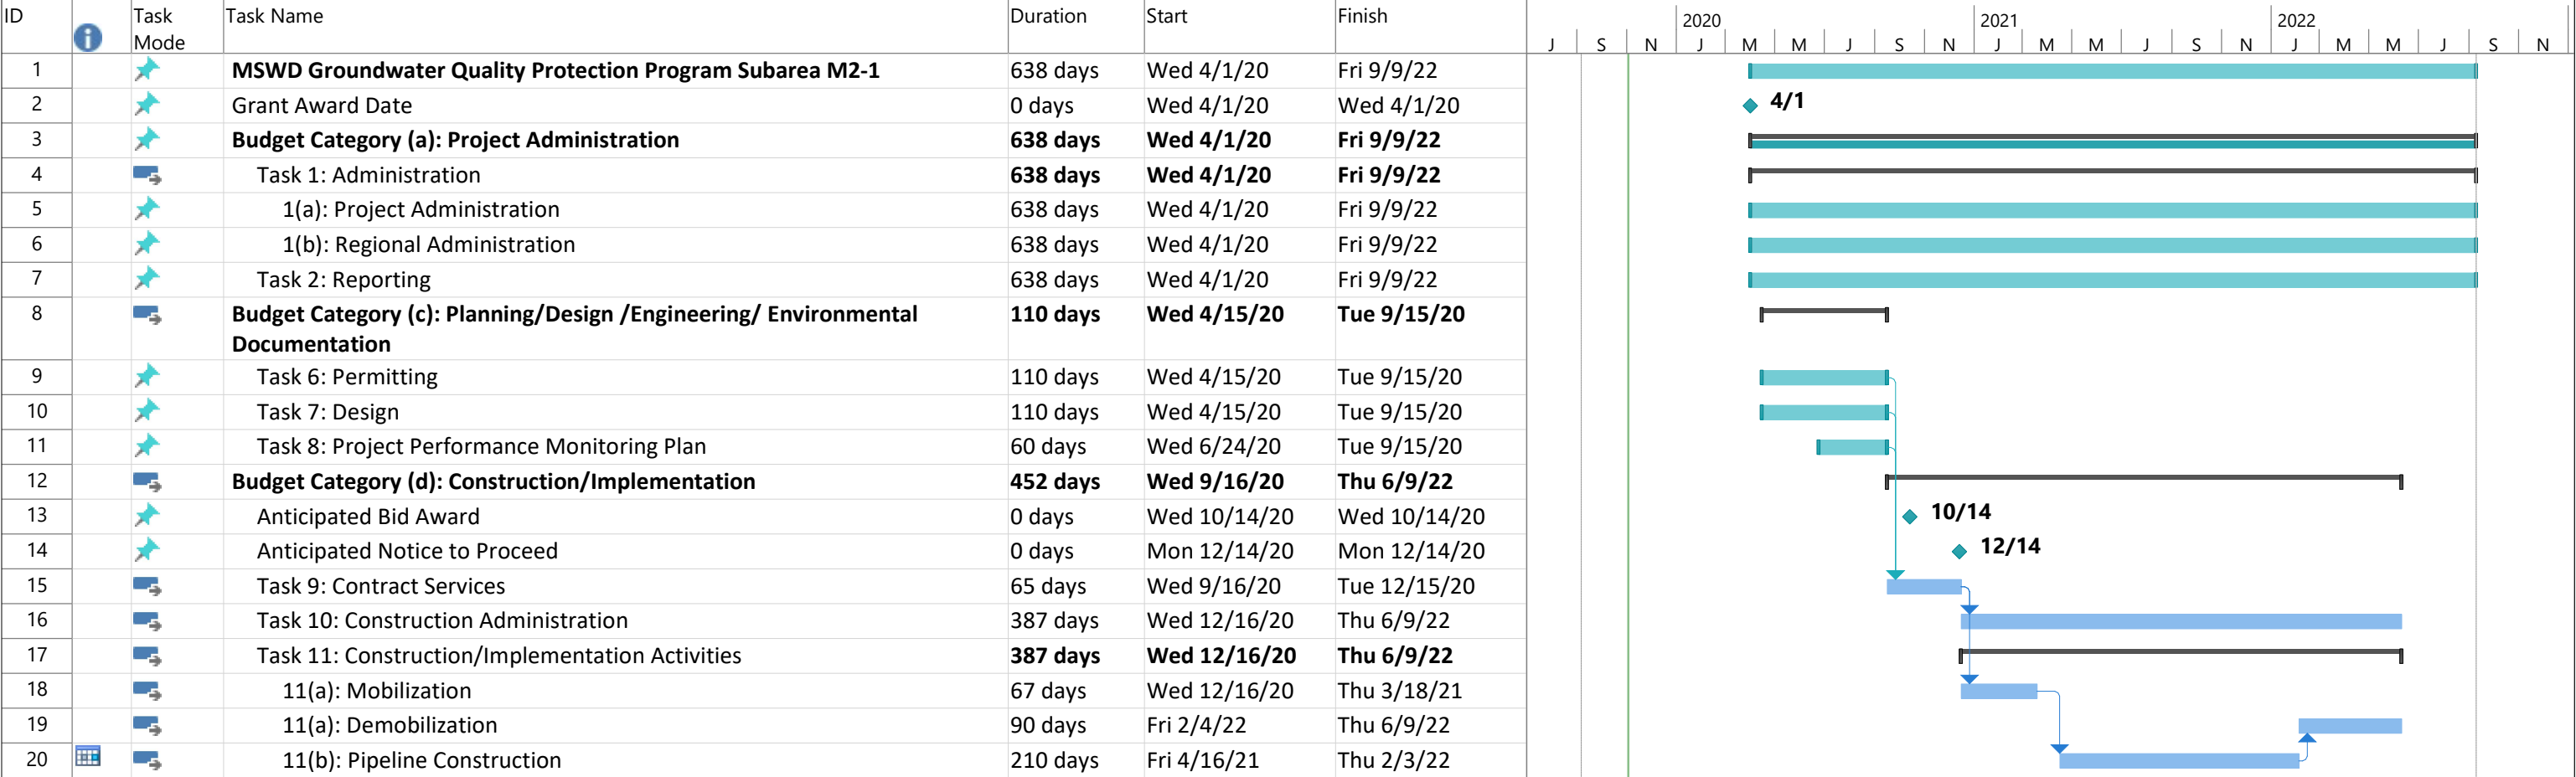 ID Task Mode Task Name Duration Start Finish 2020 2021 2022
J S N J M M J S N J M M J S N J M M J S N
1 MSWD Groundwater Quality Protection Program Subarea M2-1 638 days Wed 4/1/20 Fri 9/9/22
2 Grant Award Date 0 days Wed 4/1/20 Wed 4/1/20 4/1
3 Budget Category (a): Project Administration 638 days Wed 4/1/20 Fri 9/9/22
4 Task 1: Administration 638 days Wed 4/1/20 Fri 9/9/22
5 1(a): Project Administration 638 days Wed 4/1/20 Fri 9/9/22
6 1(b): Regional Administration 638 days Wed 4/1/20 Fri 9/9/22
7 Task 2: Reporting 638 days Wed 4/1/20 Fri 9/9/22
8 Budget Category (c): Planning/Design /Engineering/ Environmental 110 days Wed 4/15/20 Tue 9/15/20
Documentation
9 Task 6: Permitting 110 days Wed 4/15/20 Tue 9/15/20
10 Task 7: Design 110 days Wed 4/15/20 Tue 9/15/20
11 Task 8: Project Performance Monitoring Plan 60 days Wed 6/24/20 Tue 9/15/20
12 Budget Category (d): Construction/Implementation 452 days Wed 9/16/20 Thu 6/9/22
13 Anticipated Bid Award 0 days Wed 10/14/20 Wed 10/14/20 10/14
14 Anticipated Notice to Proceed 0 days Mon 12/14/20 Mon 12/14/20 12/14
15 Task 9: Contract Services 65 days Wed 9/16/20 Tue 12/15/20
16 Task 10: Construction Administration 387 days Wed 12/16/20 Thu 6/9/22
17 Task 11: Construction/Implementation Activities 387 days Wed 12/16/20 Thu 6/9/22
18 11(a): Mobilization 67 days Wed 12/16/20 Thu 3/18/21
19 11(a): Demobilization 90 days Fri 2/4/22 Thu 6/9/22
20 11(b): Pipeline Construction 210 days Fri 4/16/21 Thu 2/3/22